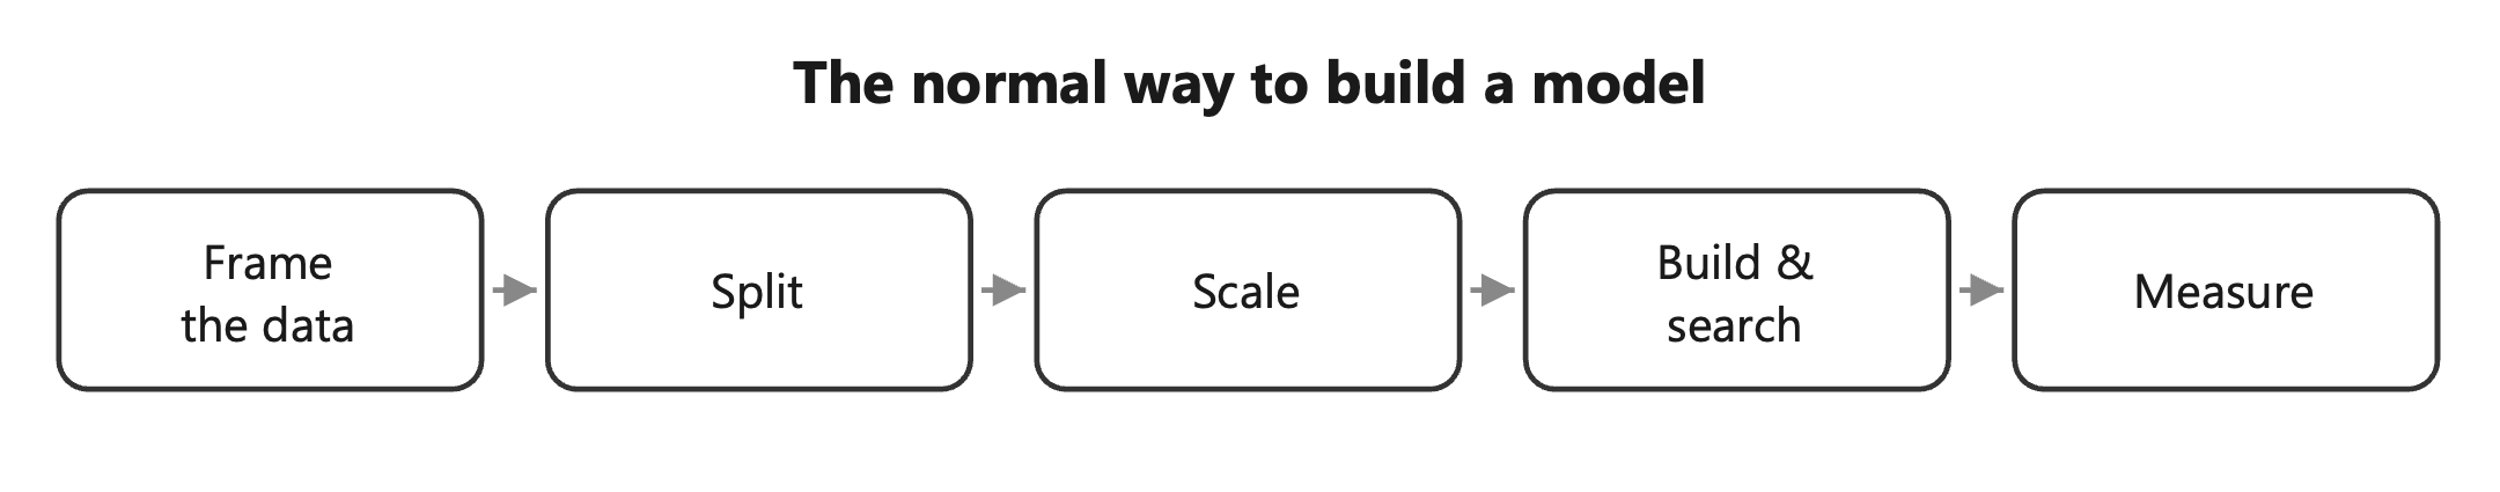 The normal way to build a model
Frame
the data
Split
Scale
Build &
search
Measure